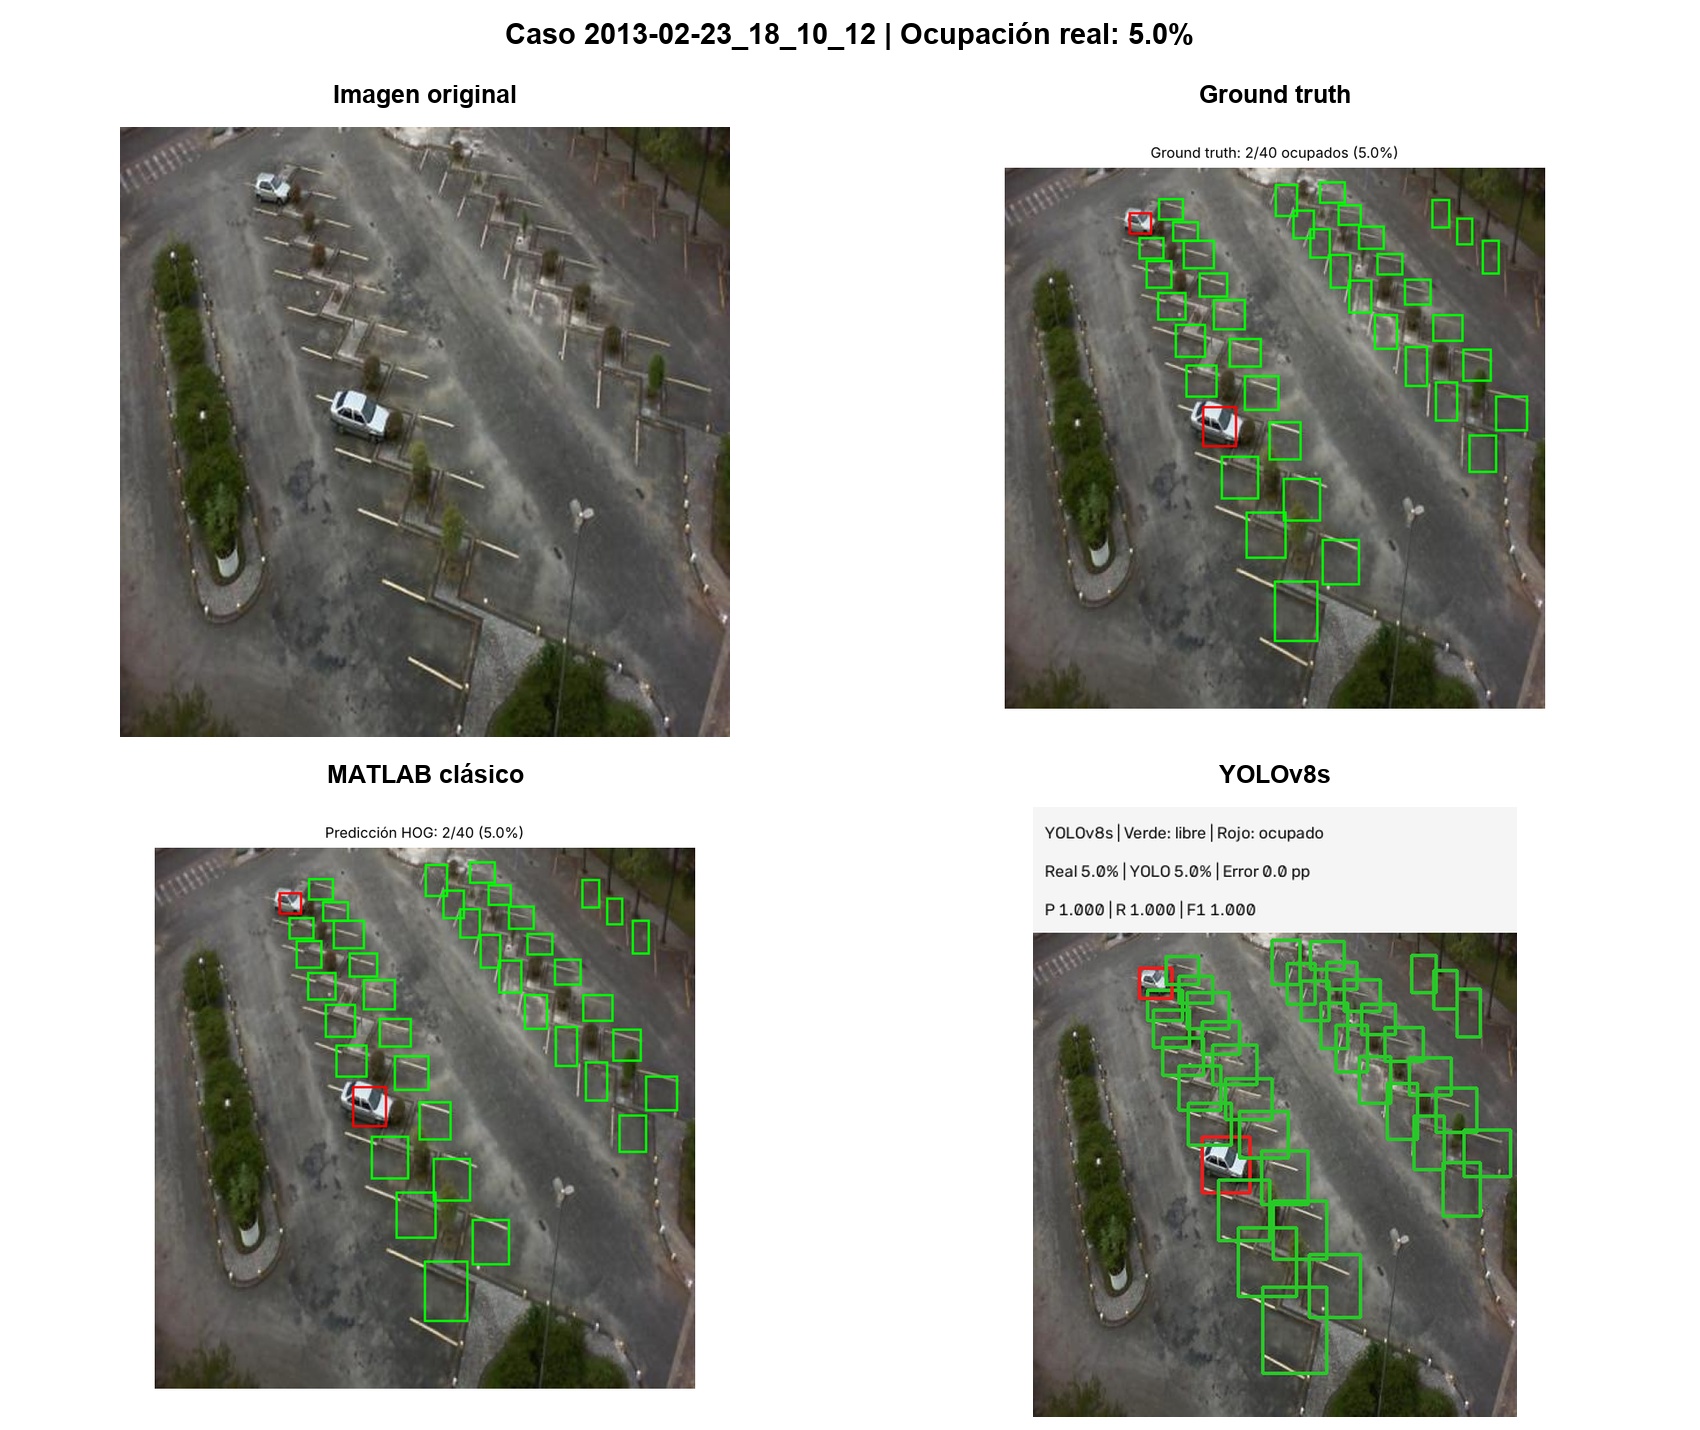 Caso 2013-02-23_18_10_12 | Ocupación real: 5.0%
Imagen original
Ground truth
Ground truth: 2/40 ocupados (5.0%)
MATLAB clásico
YOLOv8s
Predicción HOG: 2/40 (5.0%)
YOLOv8s | Verde: libre | Rojo: ocupado
Real 5.0% | YOLO 5.0% | Error 0.0 pp
P 1.000 | R 1.000 | F1 1.000